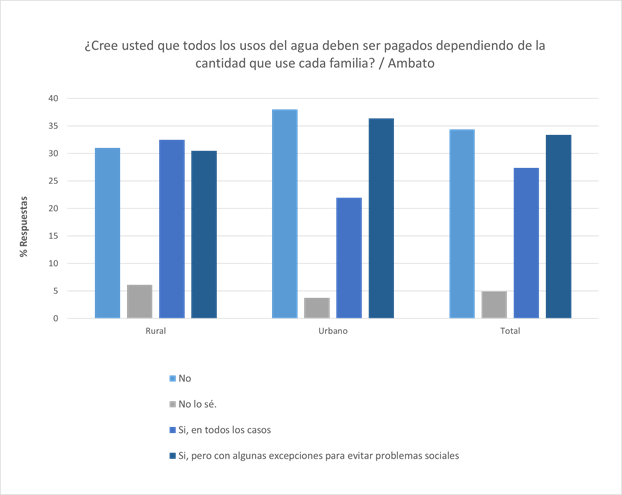 ¿Cree usted que todos los usos del agua deben ser pagados dependiendo de la
cantidad que use cada familia? / Ambato
40
35
30
25
20
15
10
5
0
% Respuestas
Rural
Urbano
Total
No
No lo sé.
Si, en todos los casos
Si, pero con algunas excepciones para evitar problemas sociales